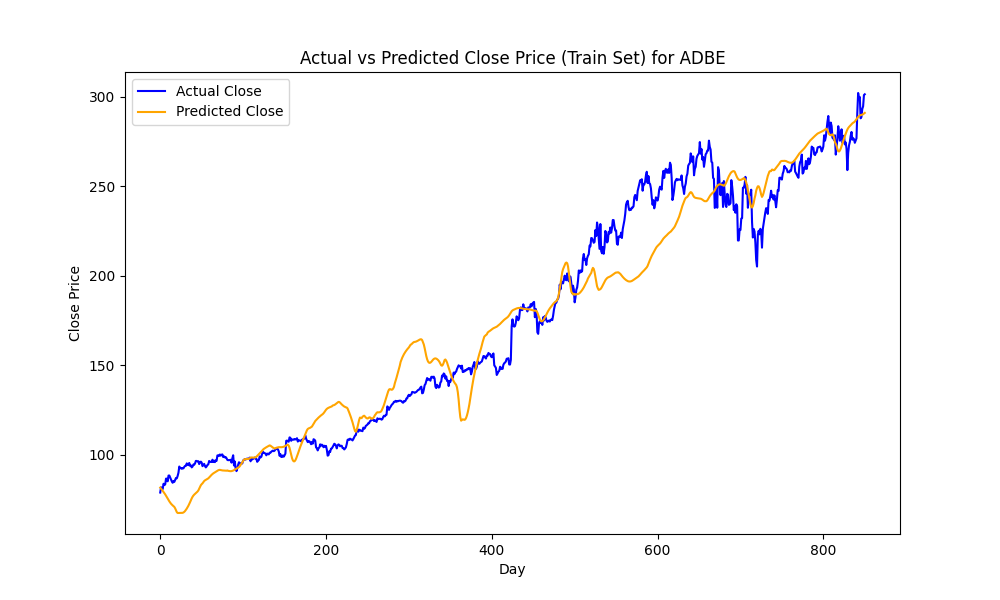 Actual vs Predicted Close Price (Train Set) for ADBE
Actual Close
Predicted Close
300
250
200
150
100
Close Price
0 200 400 600 800
Day